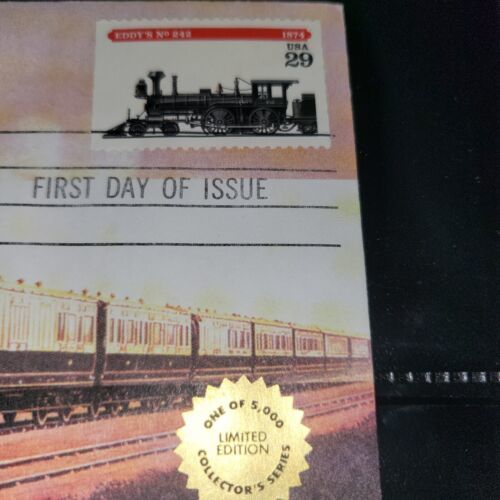 EDDY'S Nº 242 1874
USA
29
FIRST DAY OF ISSUE
ONE OF 5,000
LIMITED
EDITION
COLLECTOR'S SERIES